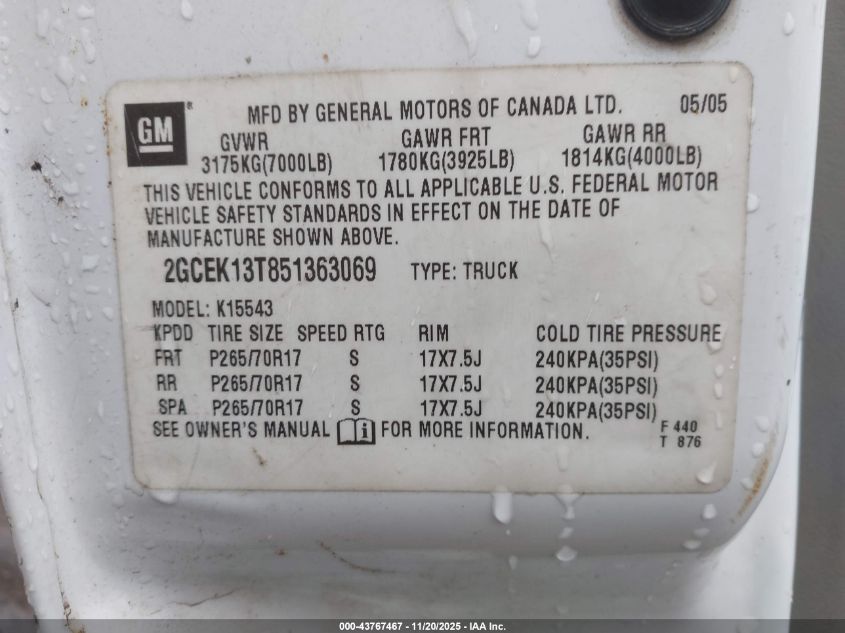 GM ® MFD BY GENERAL MOTORS OF CANADA LTD. 05/05
GVWR GAWR FRT GAWR RR
3175KG(7000LB) 1780KG(3925LB) 1814KG(4000LB)
THIS VEHICLE CONFORMS TO ALL APPLICABLE U.S. FEDERAL MOTOR
VEHICLE SAFETY STANDARDS IN EFFECT ON THE DATE OF
MANUFACTURE SHOWN ABOVE.
2GCEK13T851363069 TYPE: TRUCK
MODEL: K15543
KPDD TIRE SIZE SPEED RTG RIM COLD TIRE PRESSURE
FRT P265/70R17 S 17X7.5J 240KPA(35PSI)
RR P265/70R17 S 17X7.5J 240KPA(35PSI)
SPA P265/70R17 S 17X7.5J 240KPA(35PSI)
SEE OWNER'S MANUAL i FOR MORE INFORMATION. F 440
T 876
000-43767467 - 11/20/2025 - IAA Inc.